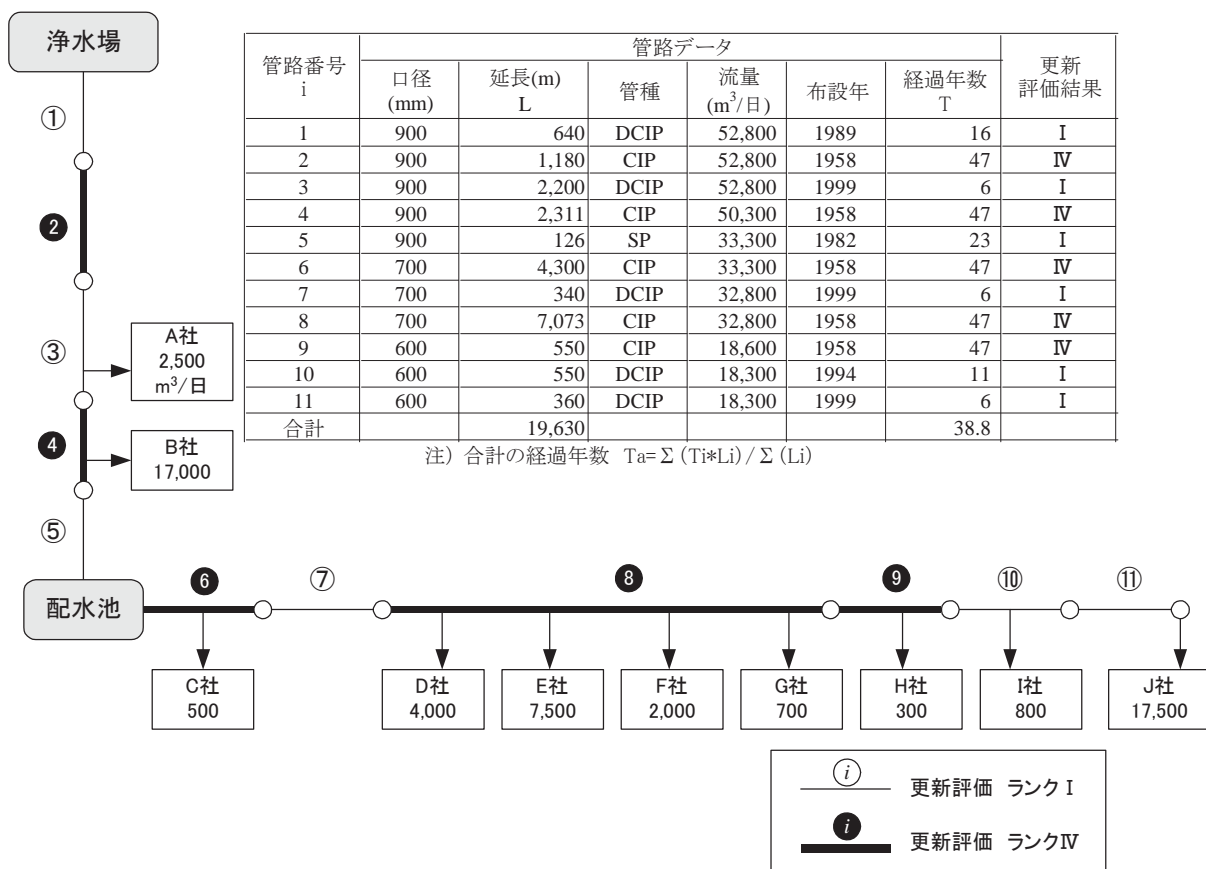 浄水場
管路番号 i 管路データ 更新評価結果
口径(mm) 延長(m) L 管種 流量(m³/日) 布設年 経過年数 T
1 900 640 DCIP 52,800 1989 16 Ⅰ
2 900 1,180 CIP 52,800 1958 47 Ⅳ
3 900 2,200 DCIP 52,800 1999 6 Ⅰ
4 900 2,311 CIP 50,300 1958 47 Ⅳ
5 900 126 SP 33,300 1982 23 Ⅰ
6 700 4,300 CIP 33,300 1958 47 Ⅳ
7 700 340 DCIP 32,800 1999 6 Ⅰ
8 700 7,073 CIP 32,800 1958 47 Ⅳ
9 600 550 CIP 18,600 1958 47 Ⅳ
10 600 550 DCIP 18,300 1994 11 Ⅰ
11 600 360 DCIP 18,300 1999 6 Ⅰ
合計 19,630 38.8
注) 合計の経過年数 Ta=Σ(Ti*Li)/Σ(Li)
①
❷
③
A社
2,500
m³/日
❹
B社
17,000
⑤
配水池
❻ ⑦ ❽ ❾ ⑩ ⑪
C社
500
D社
4,000
E社
7,500
F社
2,000
G社
700
H社
300
I社
800
J社
17,500
i 更新評価 ランクⅠ
i 更新評価 ランクⅣ